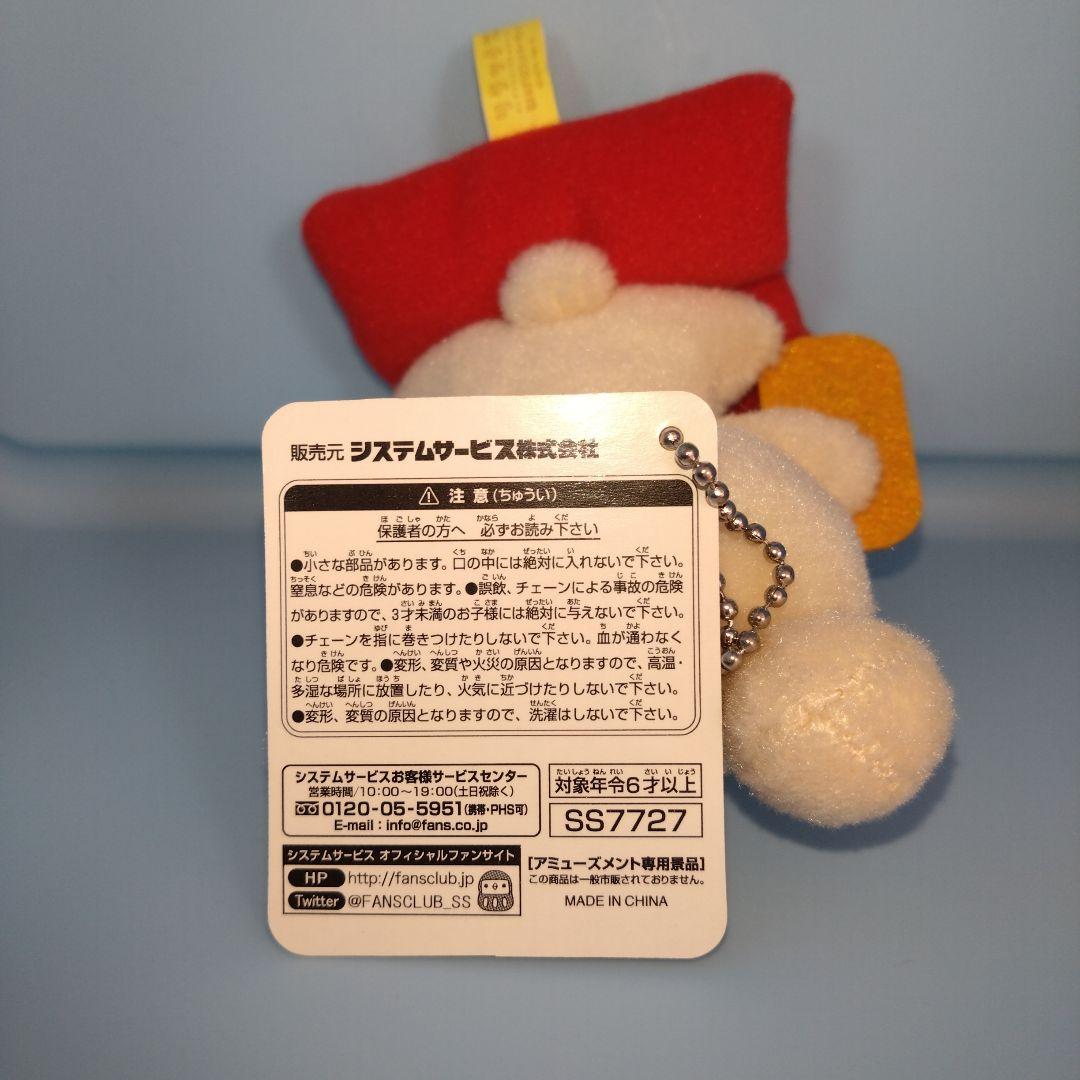 販売元 システムサービス株式会社
⚠ 注意(ちゅうい)
保護者の方へ 必ずお読み下さい
●小さな部品があります。口の中には絶対に入れないで下さい。
窒息などの危険があります。●誤飲、チェーンによる事故の危険
がありますので、3才未満のお子様には絶対に与えないで下さい。
●チェーンを指に巻きつけたりしないで下さい。血が通わなく
なり危険です。●変形、変質や火災の原因となりますので、高温・
多湿な場所に放置したり、火気に近づけたりしないで下さい。
●変形、変質の原因となりますので、洗濯はしないで下さい。
システムサービスお客様サービスセンター
営業時間/10:00～19:00(土日祝除く)
0120-05-5951(携帯・PHS可)
E-mail : info@fans.co.jp
対象年令6才以上
SS7727
システムサービス オフィシャルファンサイト
HP http://fansclub.jp
Twitter @FANSCLUB_SS
[アミューズメント専用景品]
この商品は一般市販されておりません。
MADE IN CHINA